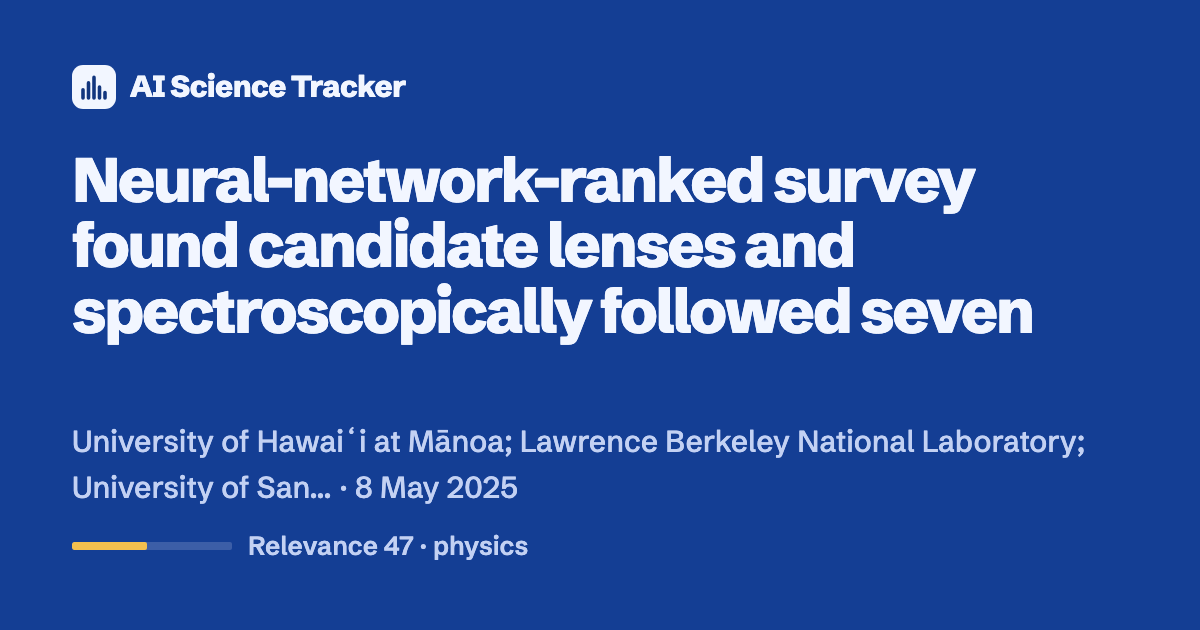 AI Science Tracker
Neural-network-ranked survey
found candidate lenses and
spectroscopically followed seven
University of Hawaiʻi at Mānoa; Lawrence Berkeley National Laboratory;
University of San... · 8 May 2025
Relevance 47 · physics